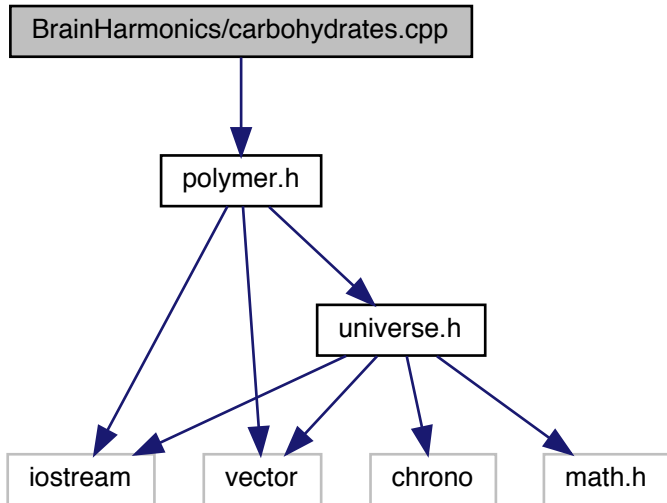 BrainHarmonics/carbohydrates.cpp
polymer.h
universe.h
iostream
vector
chrono
math.h